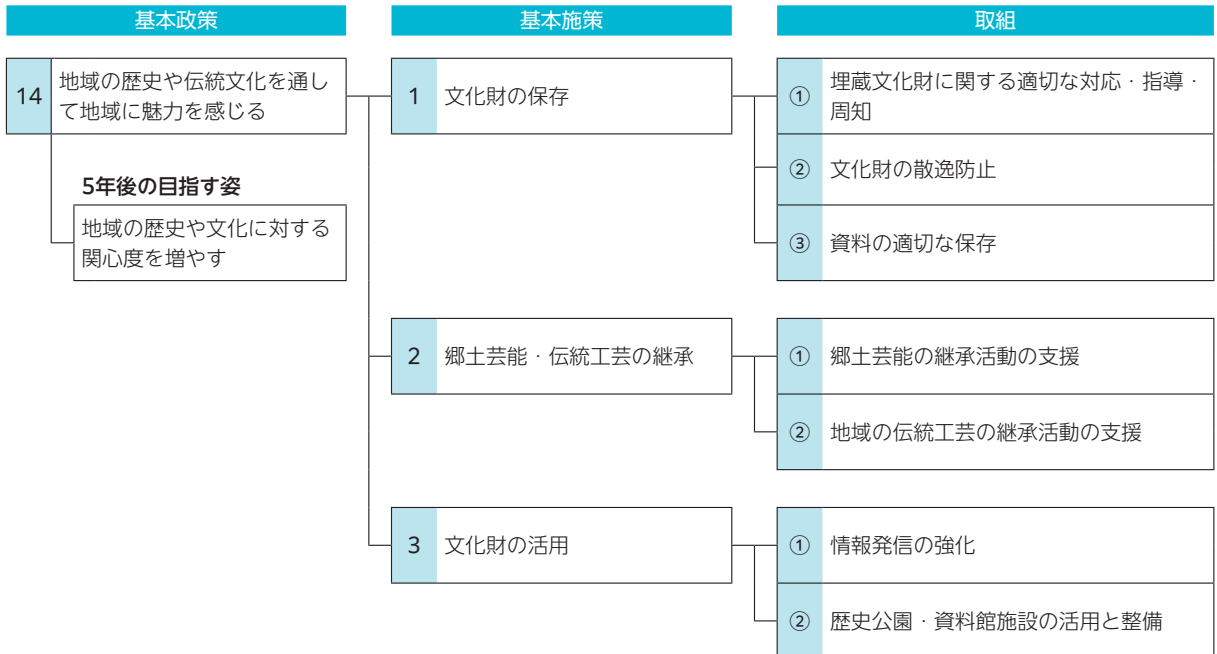 基本政策
基本施策
取組
14
地域の歴史や伝統文化を通し
て地域に魅力を感じる
5年後の目指す姿
地域の歴史や文化に対する
関心度を増やす
1 文化財の保存
① 埋蔵文化財に関する適切な対応・指導・
周知
② 文化財の散逸防止
③ 資料の適切な保存
2 郷土芸能・伝統工芸の継承
① 郷土芸能の継承活動の支援
② 地域の伝統工芸の継承活動の支援
3 文化財の活用
① 情報発信の強化
② 歴史公園・資料館施設の活用と整備